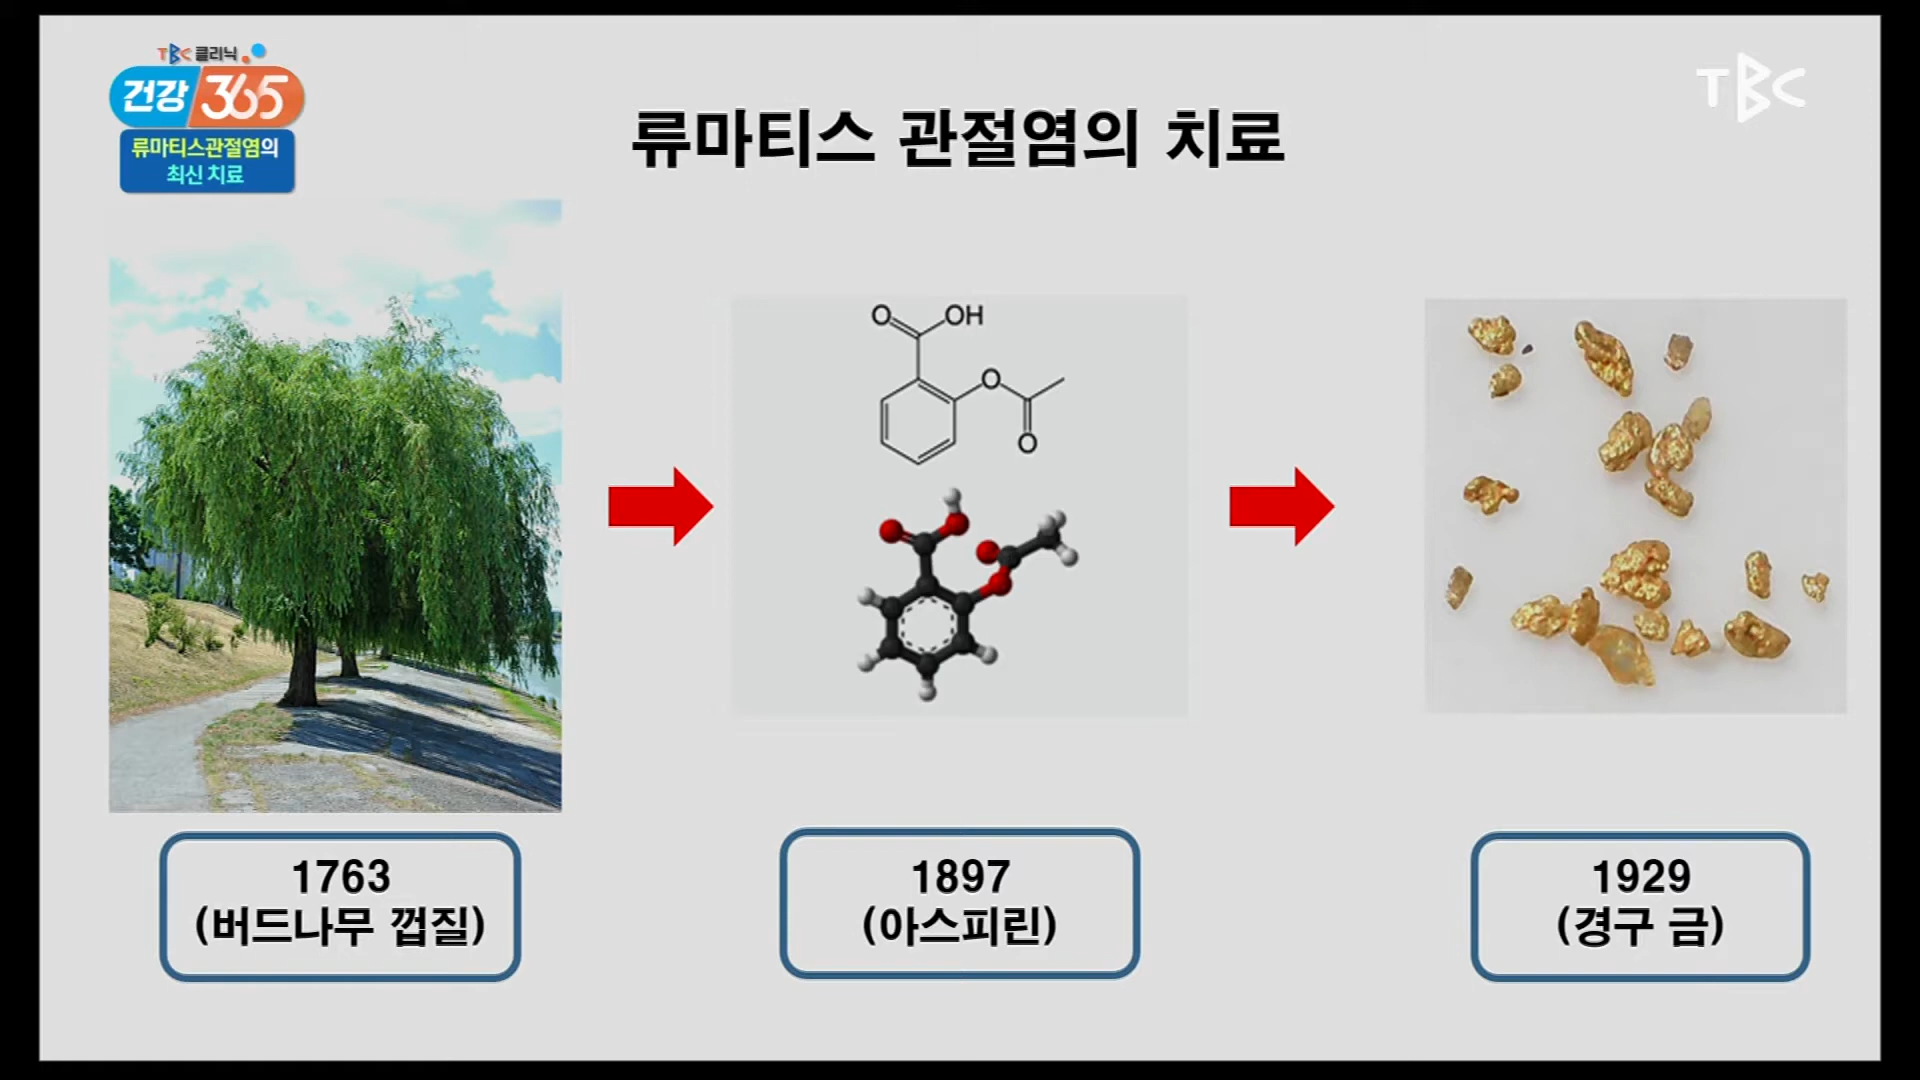 TBC 클리닉
건강 365
류마티스관절염의
최신 치료
TBC
류마티스 관절염의 치료
O
OH
O
O
1763
(버드나무 껍질)
1897
(아스피린)
1929
(경구 금)